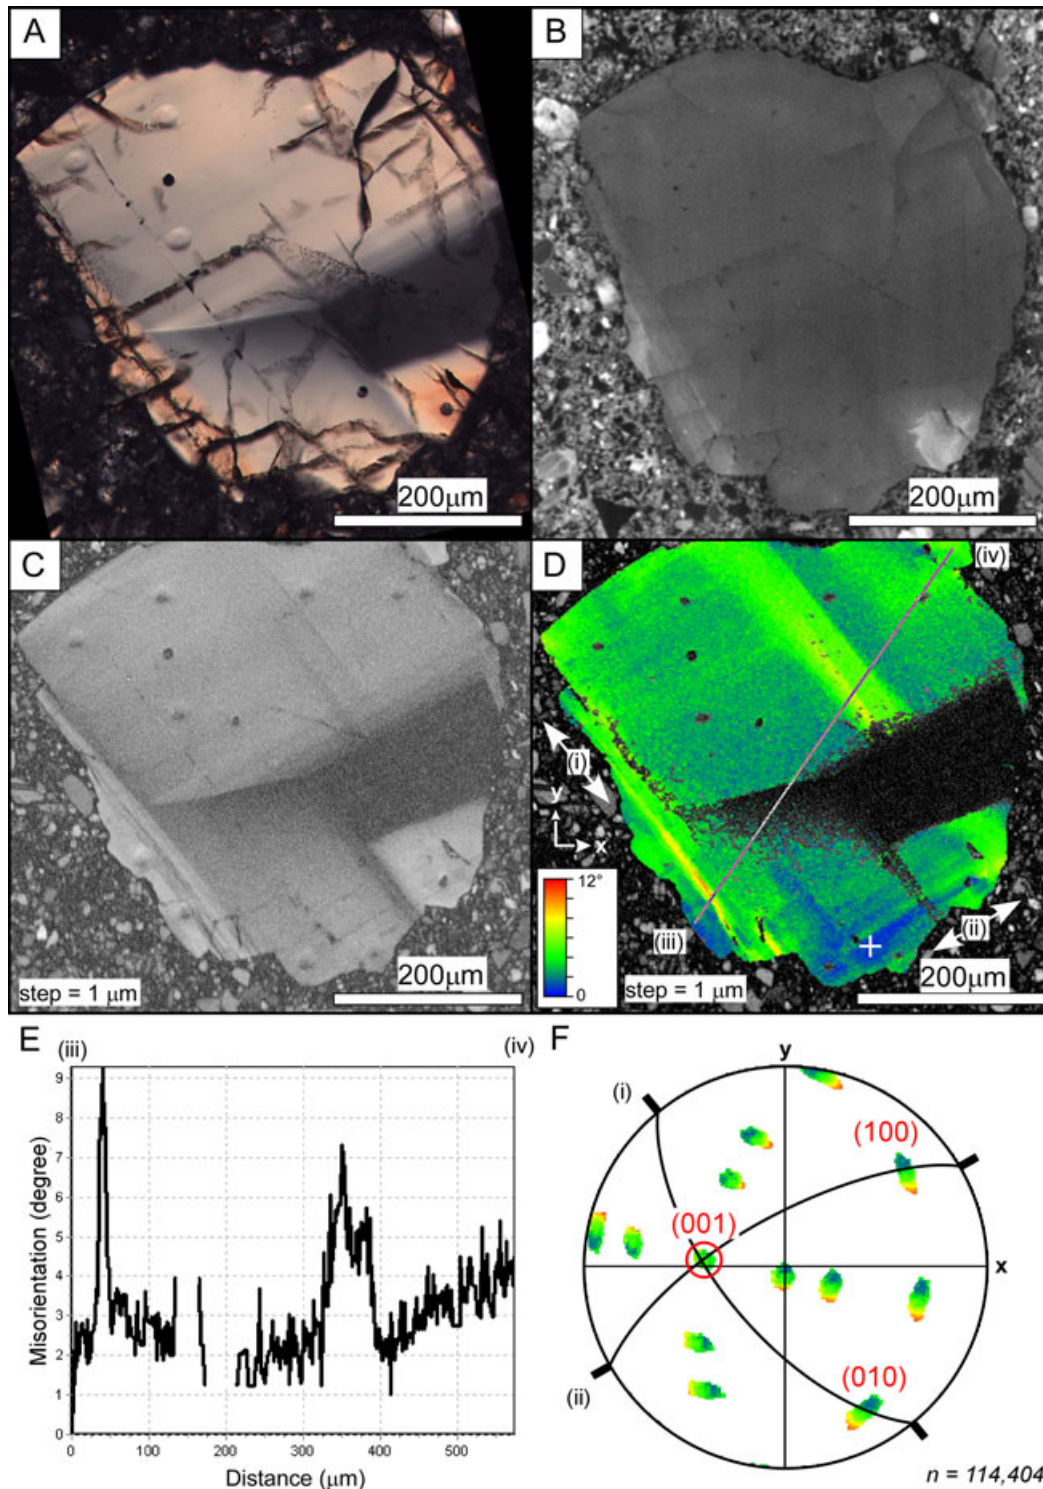 A
200μm
B
200μm
C
step = 1 μm
200μm
D
(iv)
(i)
y
x
12°
0
(iii)
(ii)
step = 1 μm
200μm
E
(iii)
(iv)
Misorientation (degree)
9
8
7
6
5
4
3
2
1
0
0
100
200
300
400
500
Distance (μm)
F
y
(i)
(100)
(001)
x
(ii)
(010)
n = 114,404